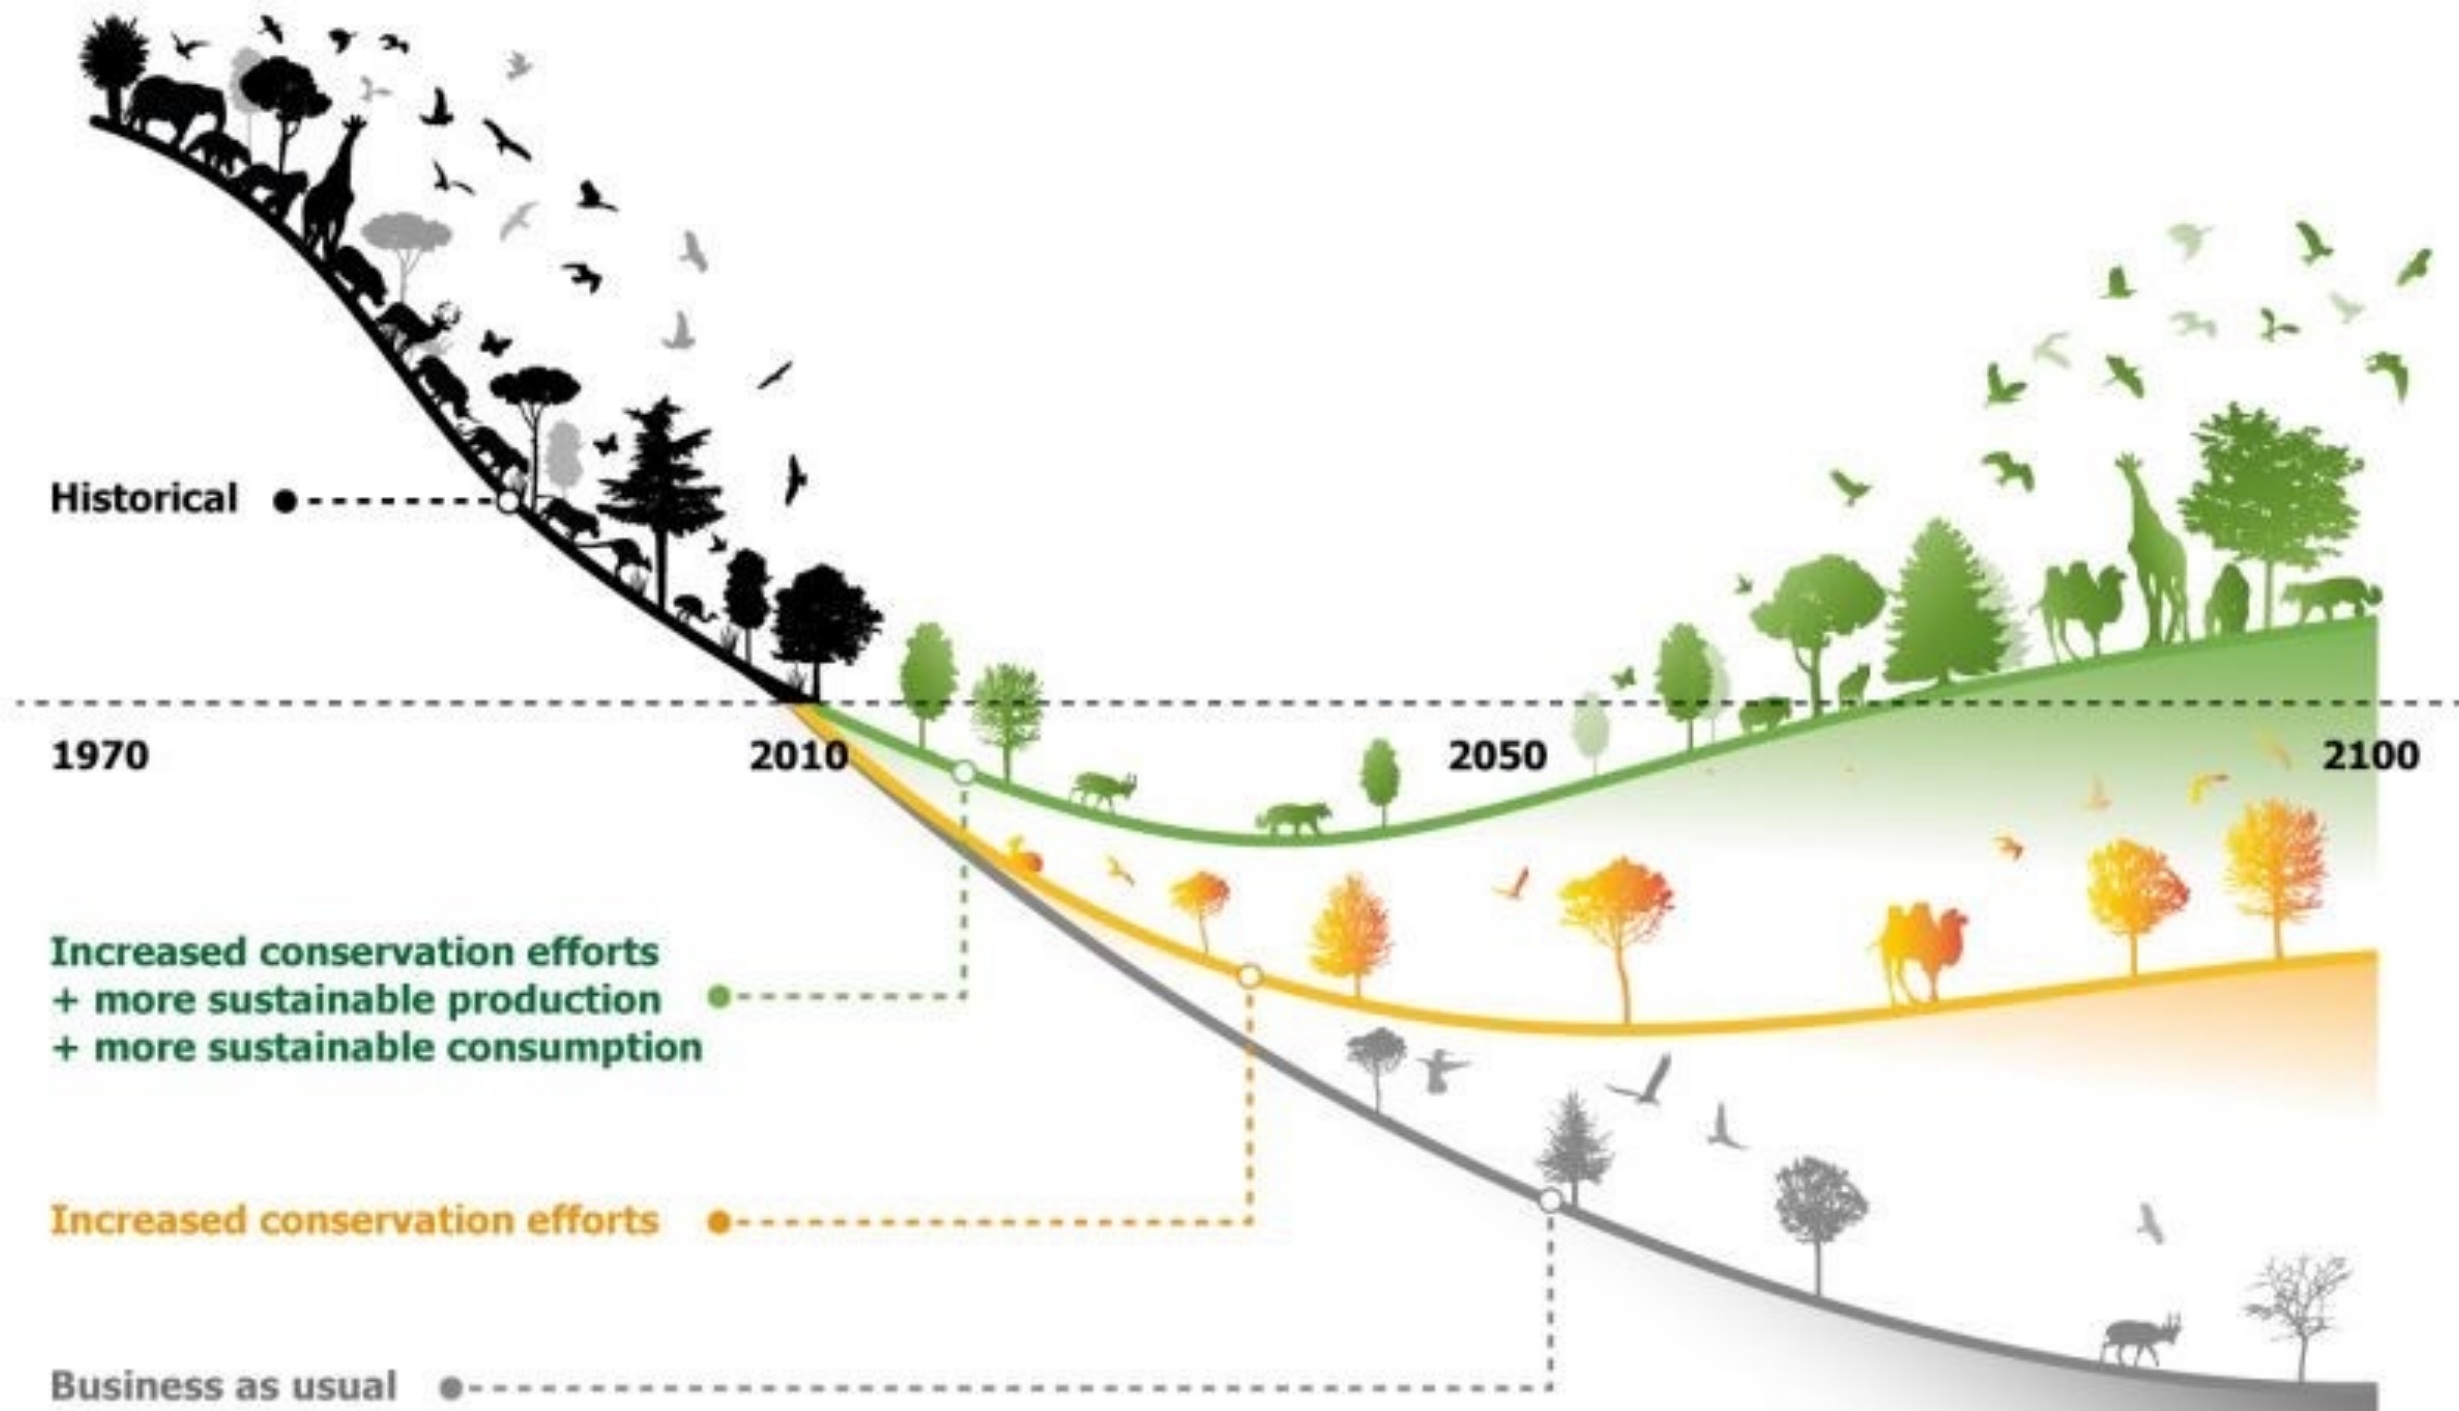 Historical
1970
2010
2050
2100
Increased conservation efforts
+ more sustainable production
+ more sustainable consumption
Increased conservation efforts
Business as usual